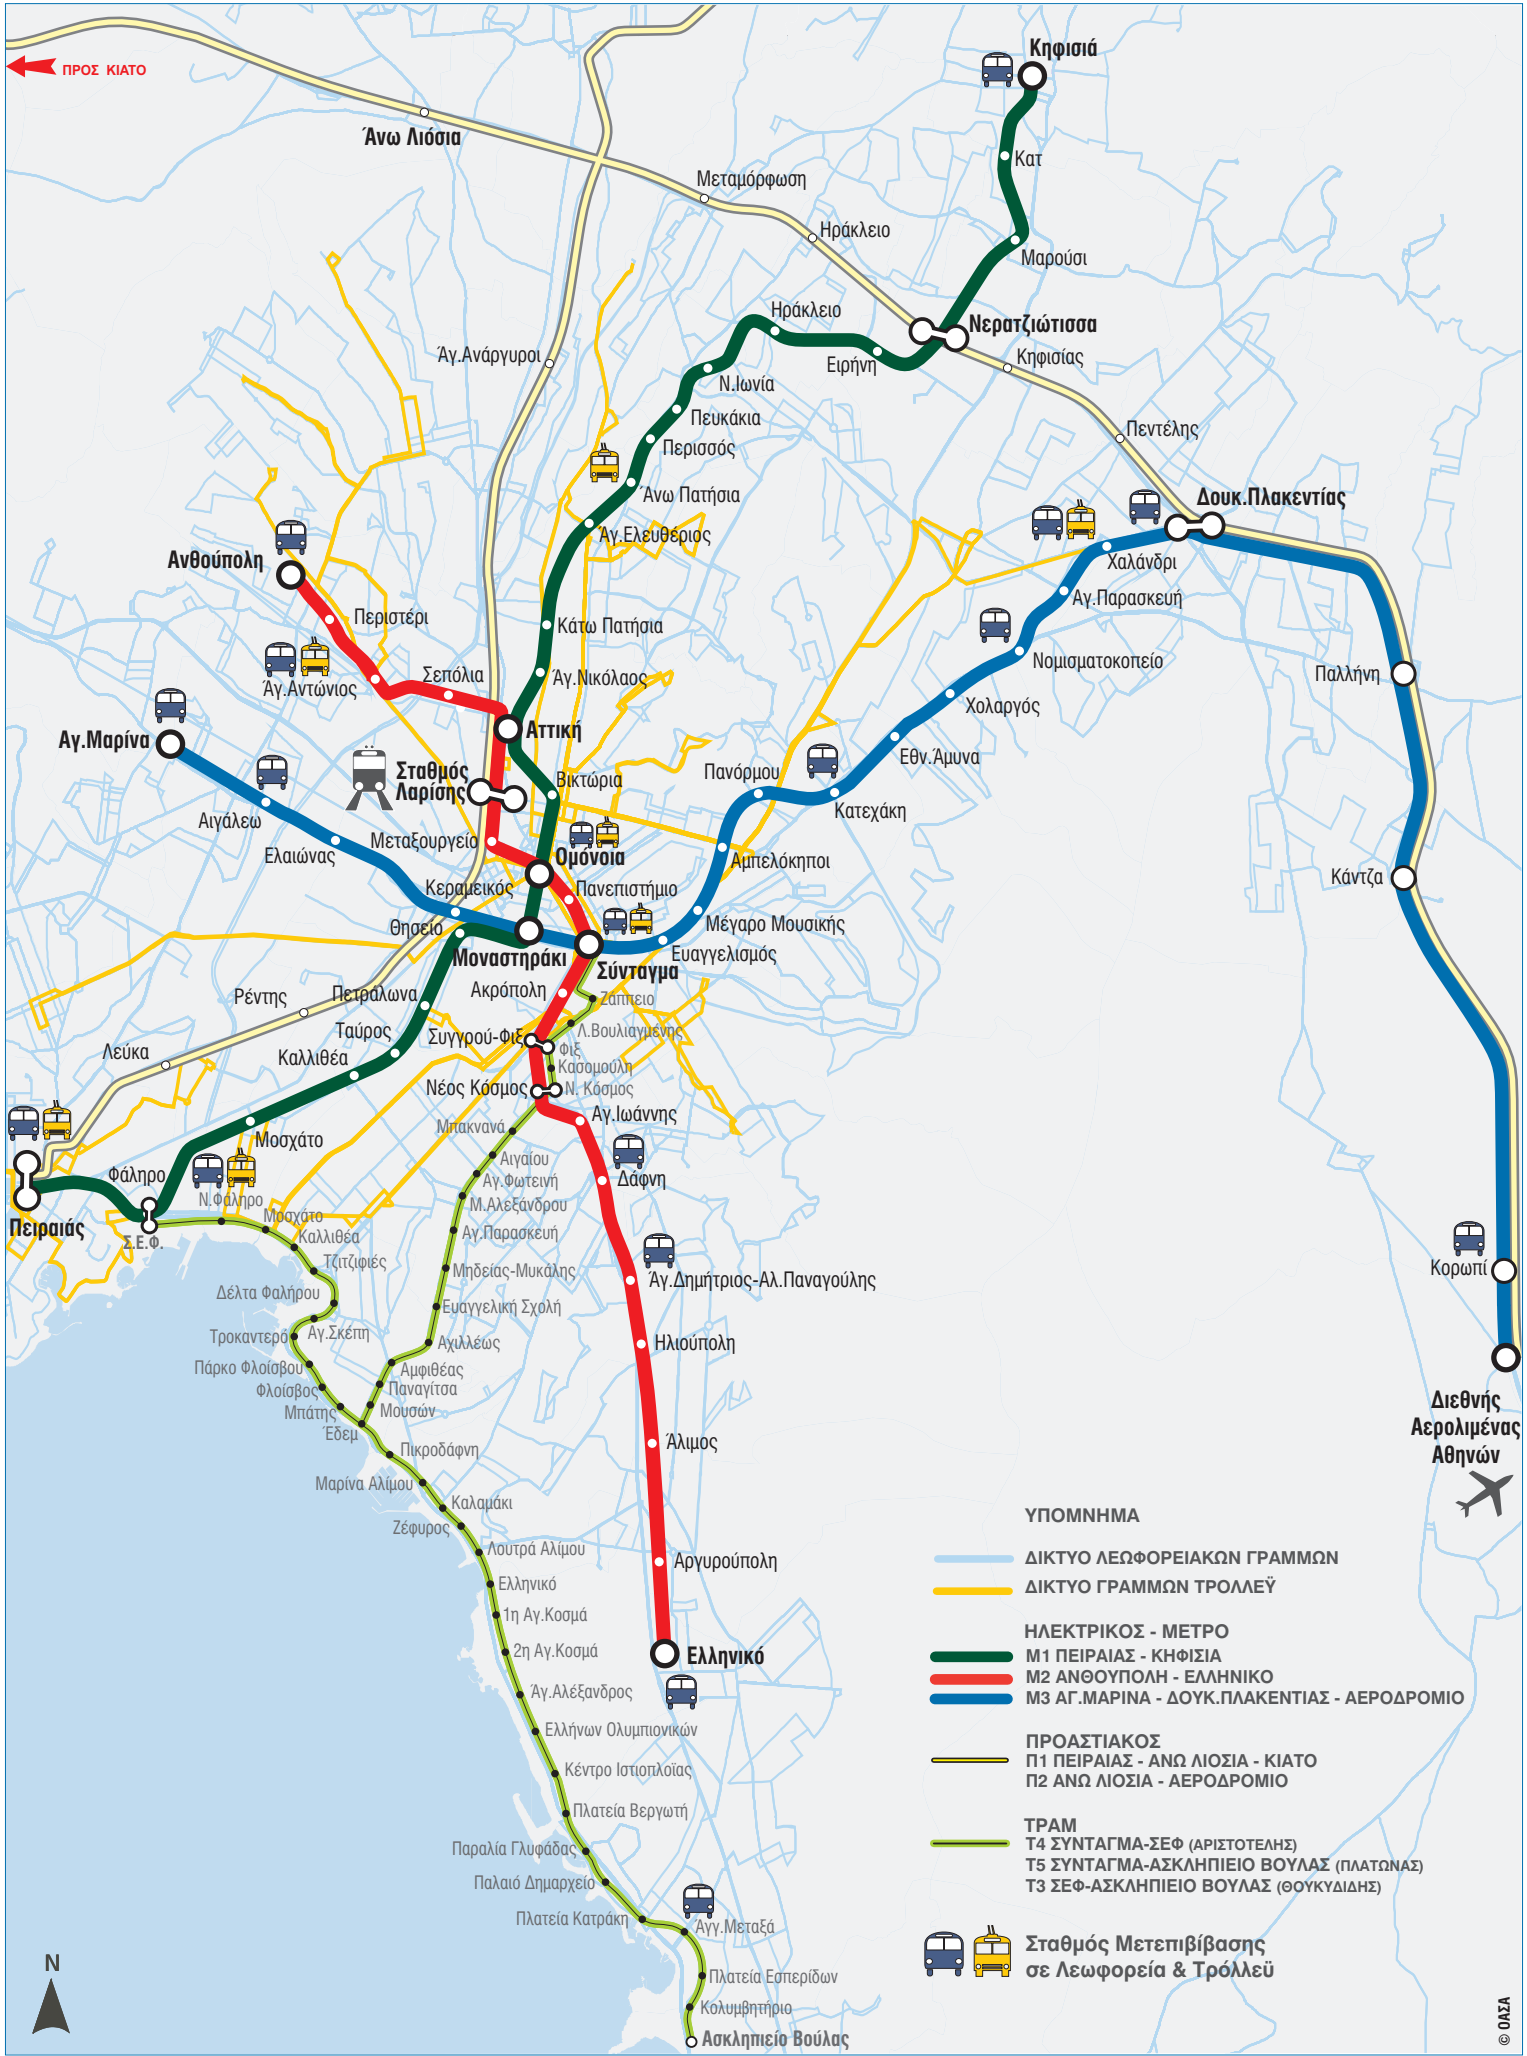 Κηφισιά
ΠΡΟΣ ΚΙΑΤΟ
Άνω Λιόσια
Κατ
Μεταμόρφωση
Ηράκλειο
Μαρούσι
Ηράκλειο
Νερατζιώτισσα
Άγ.Ανάργυροι
Ειρήνη
Κηφισίας
Ν.Ιωνία
Πευκάκια
Πεντέλης
Περισσός
Άνω Πατήσια
Δουκ.Πλακεντίας
Άγ.Ελευθέριος
Ανθούπολη
Χαλάνδρι
Αγ.Παρασκευή
Περιστέρι
Κάτω Πατήσια
Νομισματοκοπείο
Σεπόλια
Άγ.Νικόλαος
Παλλήνη
Άγ.Αντώνιος
Χολαργός
Αγ.Μαρίνα
Αττική
Εθν.Άμυνα
Σταθμός
Λαρίσης
Βικτώρια
Πανόρμου
Κατεχάκη
Αιγάλεω
Μεταξουργείο
Ελαιώνας
Ομόνοια
Αμπελόκηποι
Κεραμεικός
Πανεπιστήμιο
Κάντζα
Θησείο
Μέγαρο Μουσικής
Μοναστηράκι
Σύνταγμα
Ευαγγελισμός
Ρέντης
Πετράλωνα
Ακρόπολη
Ζάππειο
Ταύρος
Συγγρού-Φιξ
Λ.Βουλιαγμένης
Λεύκα
Καλλιθέα
Φιξ
Κασομούλη
Νέος Κόσμος
Ν. Κόσμος
Μοσχάτο
Μπακνανά
Αγ.Ιωάννης
Φάληρο
Αιγαίου
Αγ.Φωτεινή
Δάφνη
Ν.Φάληρο
Μ.Αλεξάνδρου
Πειραιάς
Μοσχάτο
Σ.Ε.Φ.
Καλλιθέα
Αγ.Παρασκευή
Τζιτζιφιές
Μηδείας-Μυκάλης
Άγ.Δημήτριος-Αλ.Παναγούλης
Κορωπί
Δέλτα Φαλήρου
Ευαγγελική Σχολή
Τροκαντερό
Αγ.Σκέπη
Αχιλλέως
Ηλιούπολη
Πάρκο Φλοίσβου
Αμφιθέας
Φλοίσβος
Παναγίτσα
Μπάτης
Μουσών
Διεθνής
Αερολιμένας
Αθηνών
Έδεμ
Πικροδάφνη
Άλιμος
Μαρίνα Αλίμου
Καλαμάκι
Ζέφυρος
Λουτρά Αλίμου
Αργυρούπολη
Ελληνικό
1η Αγ.Κοσμά
2η Αγ.Κοσμά
Ελληνικό
Άγ.Αλέξανδρος
Ελλήνων Ολυμπιονικών
Κέντρο Ιστιοπλοϊας
Πλατεία Βεργωτή
Παραλία Γλυφάδας
Παλαιό Δημαρχείο
Πλατεία Κατράκη
Αγγ.Μεταξά
Πλατεία Εσπερίδων
Κολυμβητήριο
Ασκληπιείο Βούλας
N
ΥΠΟΜΝΗΜΑ
ΔΙΚΤΥΟ ΛΕΩΦΟΡΕΙΑΚΩΝ ΓΡΑΜΜΩΝ
ΔΙΚΤΥΟ ΓΡΑΜΜΩΝ ΤΡΟΛΛΕΫ
ΗΛΕΚΤΡΙΚΟΣ - ΜΕΤΡΟ
Μ1 ΠΕΙΡΑΙΑΣ - ΚΗΦΙΣΙΑ
Μ2 ΑΝΘΟΥΠΟΛΗ - ΕΛΛΗΝΙΚΟ
Μ3 ΑΓ.ΜΑΡΙΝΑ - ΔΟΥΚ.ΠΛΑΚΕΝΤΙΑΣ - ΑΕΡΟΔΡΟΜΙΟ
ΠΡΟΑΣΤΙΑΚΟΣ
Π1 ΠΕΙΡΑΙΑΣ - ΑΝΩ ΛΙΟΣΙΑ - ΚΙΑΤΟ
Π2 ΑΝΩ ΛΙΟΣΙΑ - ΑΕΡΟΔΡΟΜΙΟ
ΤΡΑΜ
Τ4 ΣΥΝΤΑΓΜΑ-ΣΕΦ (ΑΡΙΣΤΟΤΕΛΗΣ)
Τ5 ΣΥΝΤΑΓΜΑ-ΑΣΚΛΗΠΙΕΙΟ ΒΟΥΛΑΣ (ΠΛΑΤΩΝΑΣ)
Τ3 ΣΕΦ-ΑΣΚΛΗΠΙΕΙΟ ΒΟΥΛΑΣ (ΘΟΥΚΥΔΙΔΗΣ)
Σταθμός Μετεπιβίβασης
σε Λεωφορεία & Τρόλλεϋ
© ΟΑΣΑ